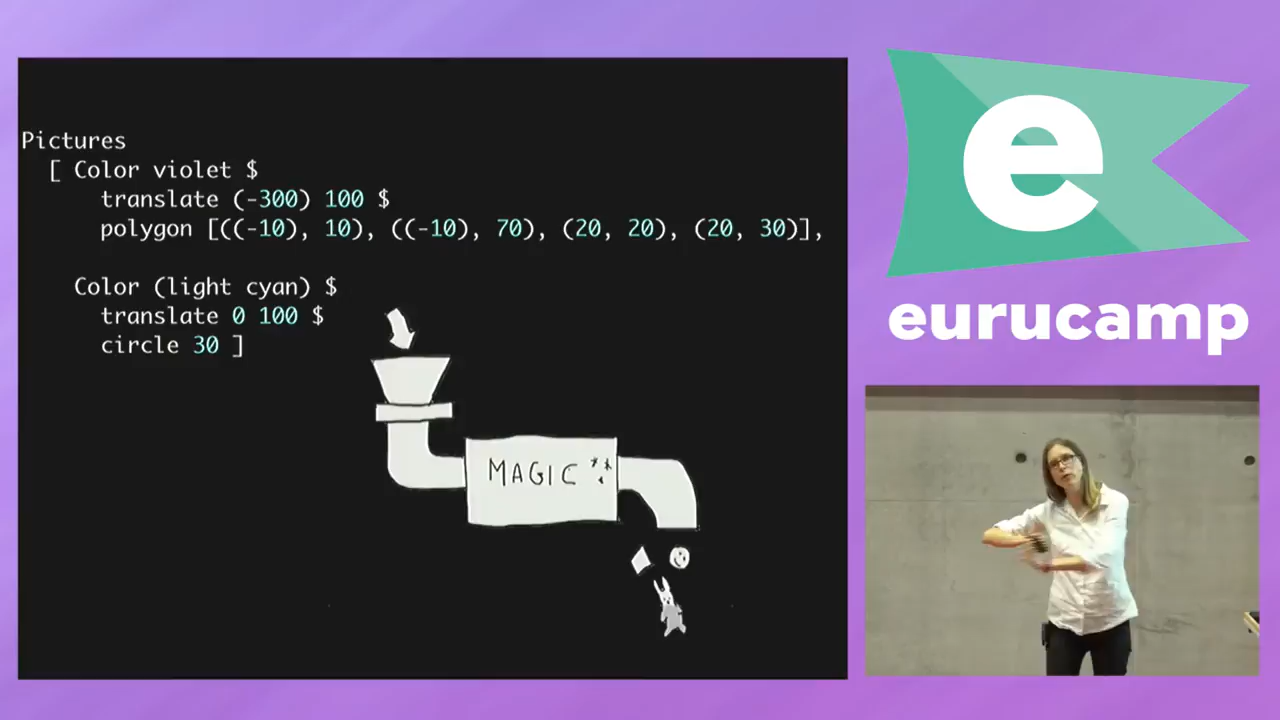 Pictures
[ Color violet $
translate (-300) 100 $
polygon [((-10), 10), ((-10), 70), (20, 20), (20, 30)],
Color (light cyan) $
translate 0 100 $
circle 30 ]
MAGIC
e
eurucamp